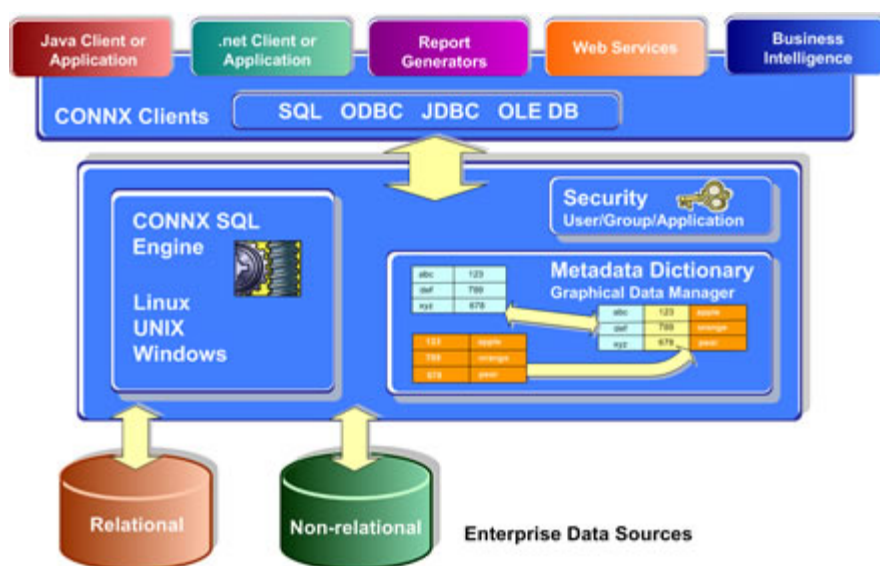 Java Client or
Application
.net Client or
Application
Report
Generators
Web Services
Business
Intelligence
CONNX Clients
SQL ODBC JDBC OLE DB
CONNX SQL
Engine
Linux
UNIX
Windows
Security
User/Group/Application
Metadata Dictionary
Graphical Data Manager
abc 123
def 789
xyz 678
abc 123 apple
def 789 orange
xyz 678 pear
123 apple
789 orange
678 pear
Relational
Non-relational
Enterprise Data Sources